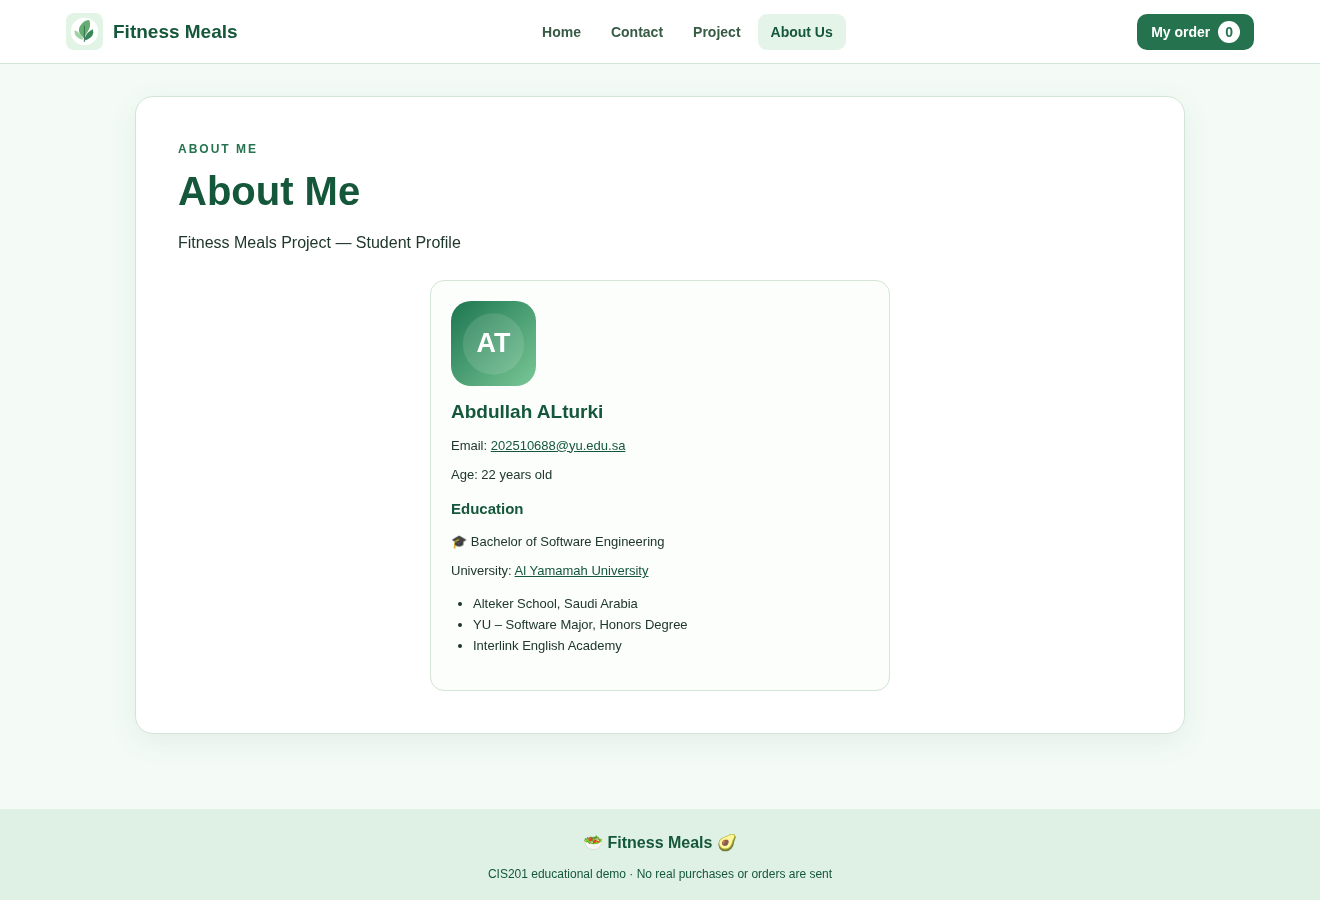 Fitness Meals
Home
Contact
Project
About Us
My order 0
ABOUT ME
About Me
Fitness Meals Project — Student Profile
AT
Abdullah ALturki
Email: 202510688@yu.edu.sa
Age: 22 years old
Education
🎓 Bachelor of Software Engineering
University: Al Yamamah University
• Alteker School, Saudi Arabia
• YU – Software Major, Honors Degree
• Interlink English Academy
🥗 Fitness Meals 🥑
CIS201 educational demo · No real purchases or orders are sent